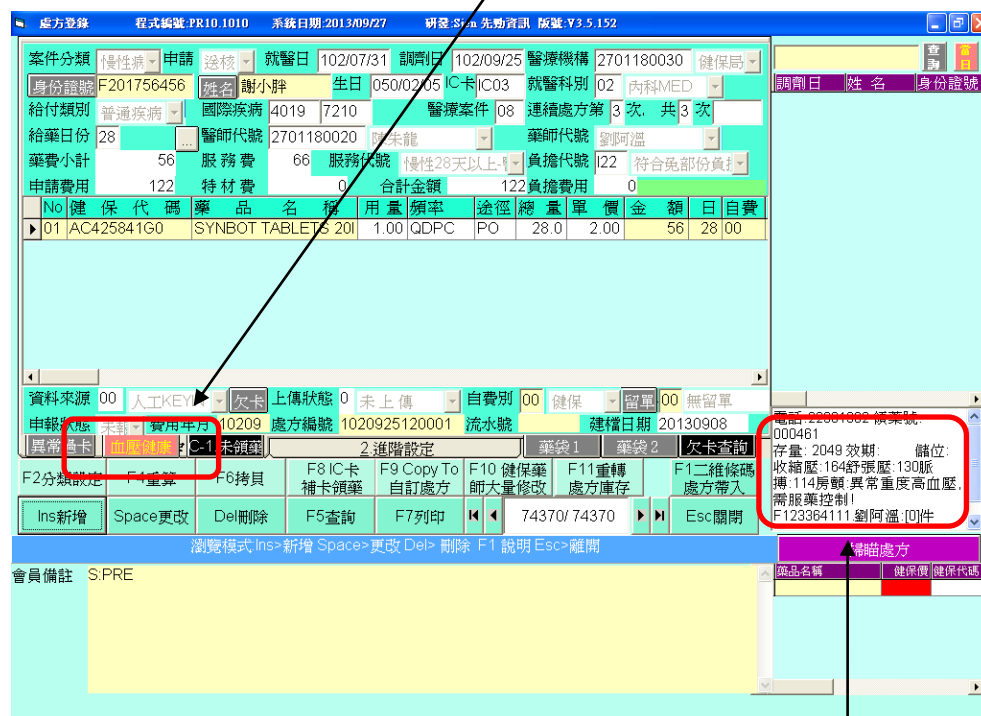 處方登錄 程式編號:PR10.1010 系統日期:2013/09/27 研發:Sien 先勁資訊 版號:V3.5.152
案件分類 慢性病 申請 送核 就醫日 102/07/31 調劑日 102/09/25 醫療機構 2701180030 健保局
身份證號 F201756456 姓名 謝小胖 生日 050/02/05 IC卡 IC03 就醫科別 02 內科MED
給付類別 普通疾病 國際疾病 4019 7210 醫療案件 08 連續處方第 3 次. 共 3 次
給藥日份 28 ... 醫師代號 2701180020 陳朱龍 藥師代號 劉阿溫
藥費小計 56 服務費 66 服務代號 慢性28天以上- 負擔代號 I22 符合免部份負
申請費用 122 特材費 0 合計金額 122 負擔費用 0
No 健保代碼 藥品名稱 用量 頻率 途徑 總量 單價 金額 日 自費
01 AC425841G0 SYNBOT TABLETS 20I 1.00 QDPC PO 28.0 2.00 56 28 00
查詢 當日
調劑日 姓名 身份證號
資料來源 00 人工KEY 欠卡 上傳狀態 0 未上傳 自費別 00 健保 留單 00 無留單
申報狀態 未報 費用年月 10209 處方編號 1020925120001 流水號 建檔日期 20130908
異常過卡 血壓健康 C-1 未領藥 2.進階設定 藥袋1 藥袋2 欠卡查詢
F2分類設定 F4重算 F6拷貝 F8 IC卡補卡領藥 F9 Copy To自訂處方 F10 健保藥師大量修改 F11重轉處方庫存 F1二維條碼處方帶入
Ins新增 Space更改 Del刪除 F5查詢 F7列印 74370/ 74370 Esc關閉
000461
存量: 2049 效期: 儲位:
收縮壓:164舒張壓:130脈
搏:114房顫:異常重度高血壓,
需服藥控制!
F123364111.劉阿溫:[0]件
瀏覽模式:Ins>新增 Space>更改 Del> 刪除 F1 說明 Esc>離開
掃瞄處方
藥品名稱 健保價 健保代碼
會員備註 S:PRE